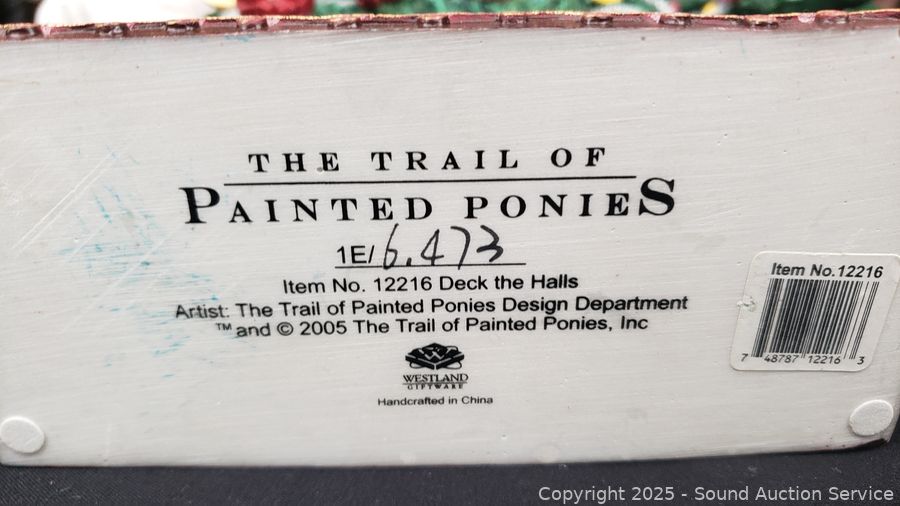 THE TRAIL OF
PAINTED PONIES
1E/6.473
Item No. 12216 Deck the Halls
Artist: The Trail of Painted Ponies Design Department
™ and © 2005 The Trail of Painted Ponies, Inc
WESTLAND
GIFTWARE
Handcrafted in China
Item No.12216
7 48787 12216 3
Copyright 2025 - Sound Auction Service